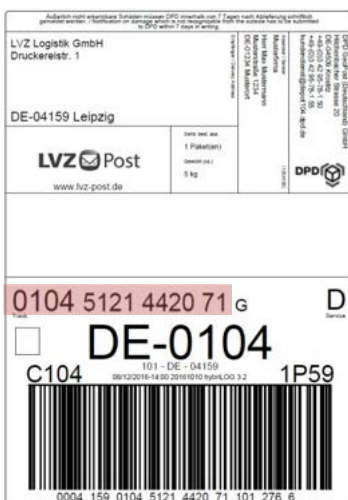 Äußerlich nicht erkennbare Schäden müssen DPD innerhalb von 7 Tagen nach Ablieferung schriftlich
gemeldet werden. / Notification on damage which is not recognizable from the outside has to be submitted
to DPD within 7 days in writing.
LVZ Logistik GmbH
Druckereistr. 1
DE-04159 Leipzig
LVZ Post
www.lvz-post.de
1 Paket(en)
5 kg
Musterfirma
Herr Max Mustermann
Musterstraße 1234
DE-01234 Musterort
DPD GeoPost (Deutschland) GmbH
DPD
0104 5121 4420 71 G
D
Track
Service
DE-0104
101 - DE - 04159
C104
1P59
0004 159 0104 5121 4420 71 101 276 6